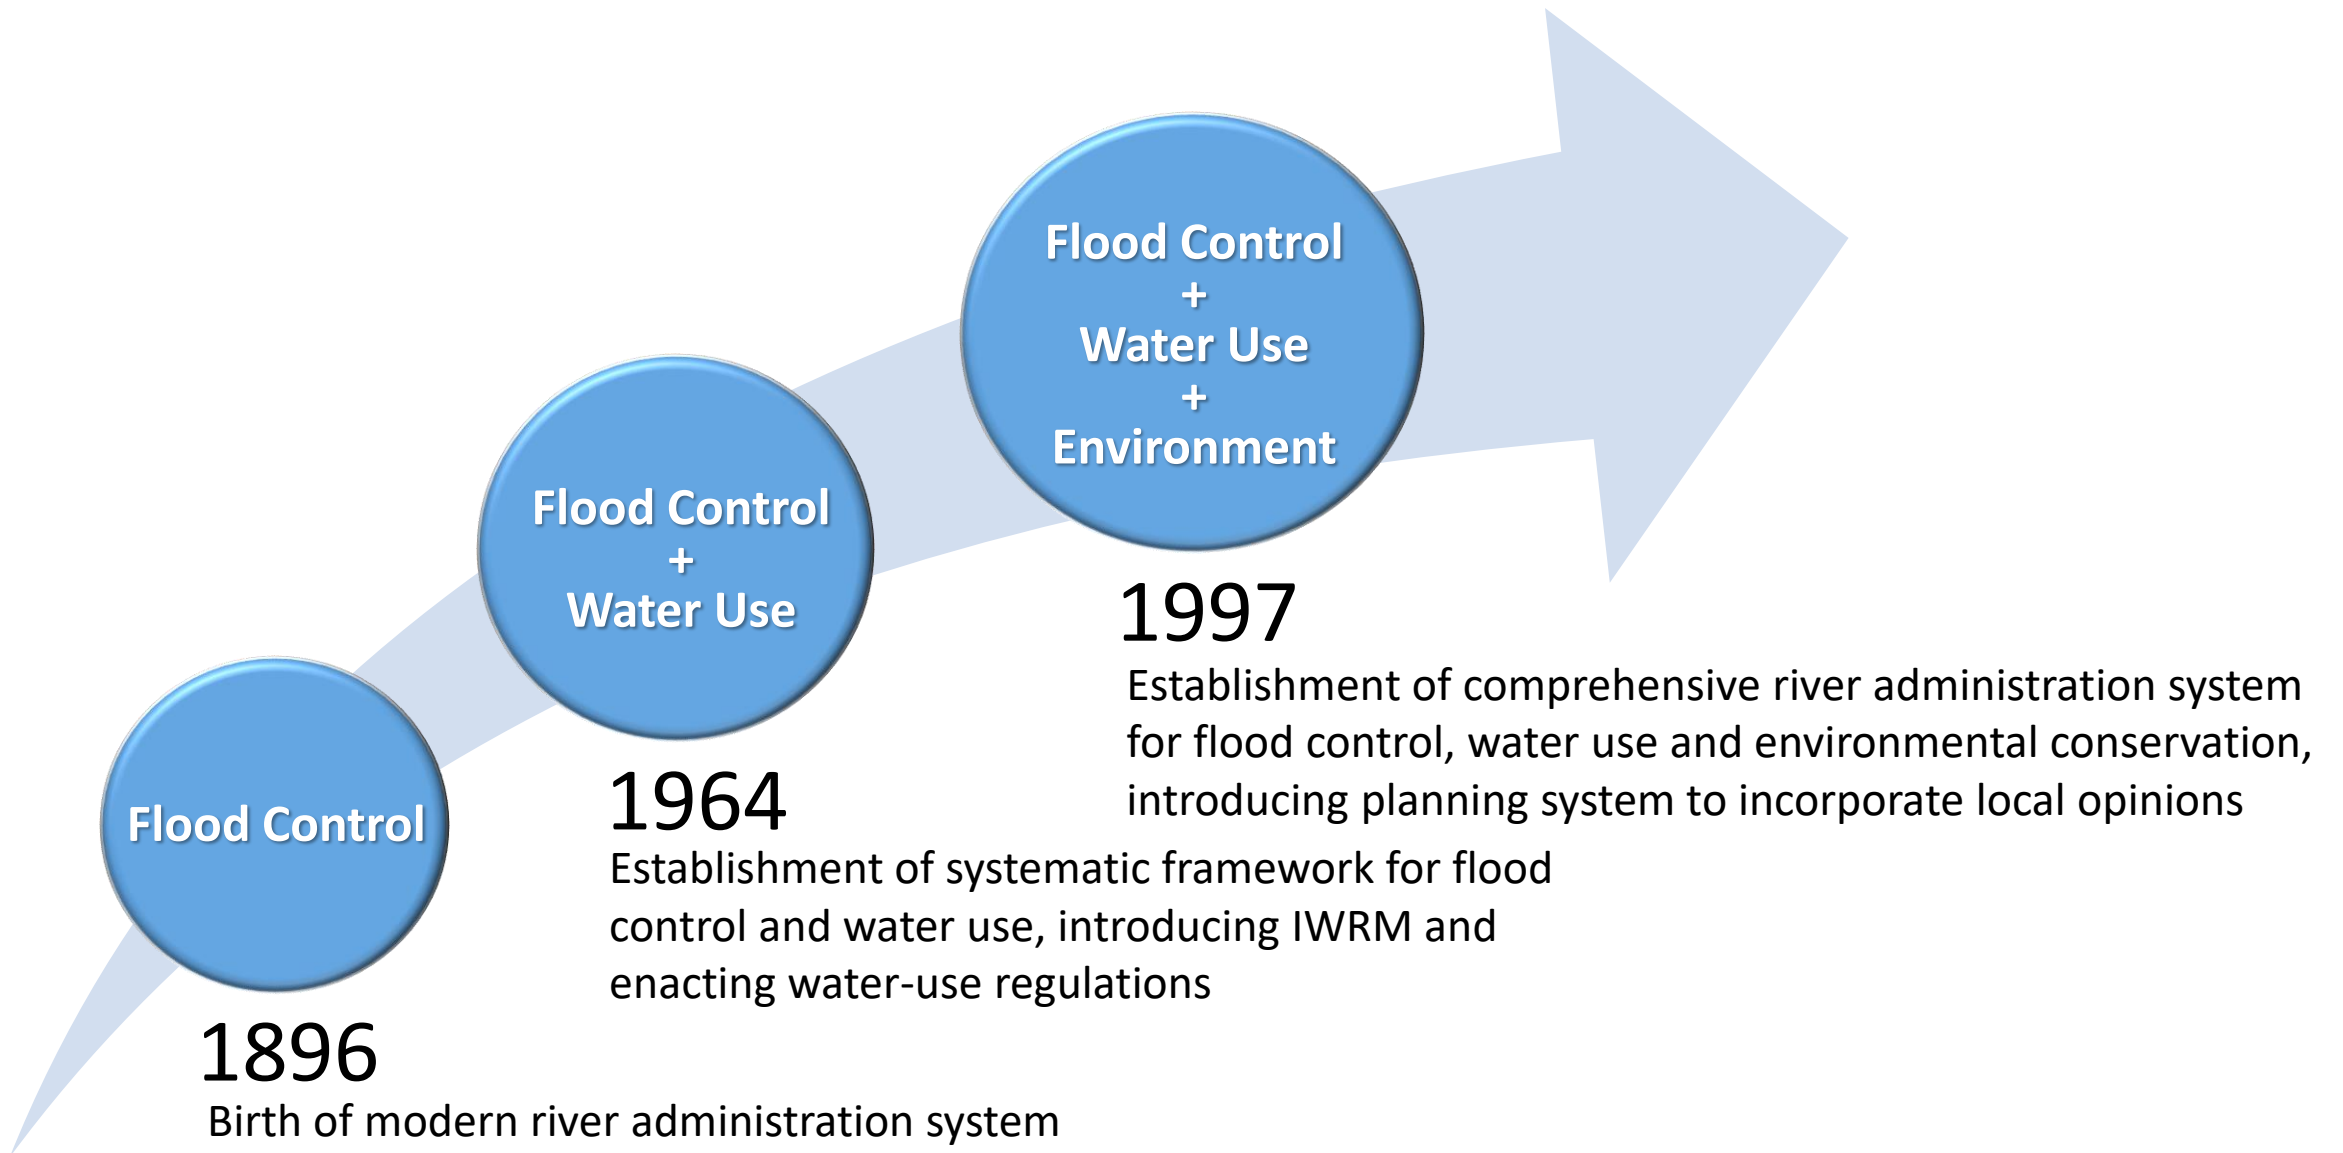 Flood Control
1896
Birth of modern river administration system
Flood Control
+
Water Use
1964
Establishment of systematic framework for flood
control and water use, introducing IWRM and
enacting water-use regulations
Flood Control
+
Water Use
+
Environment
1997
Establishment of comprehensive river administration system
for flood control, water use and environmental conservation,
introducing planning system to incorporate local opinions